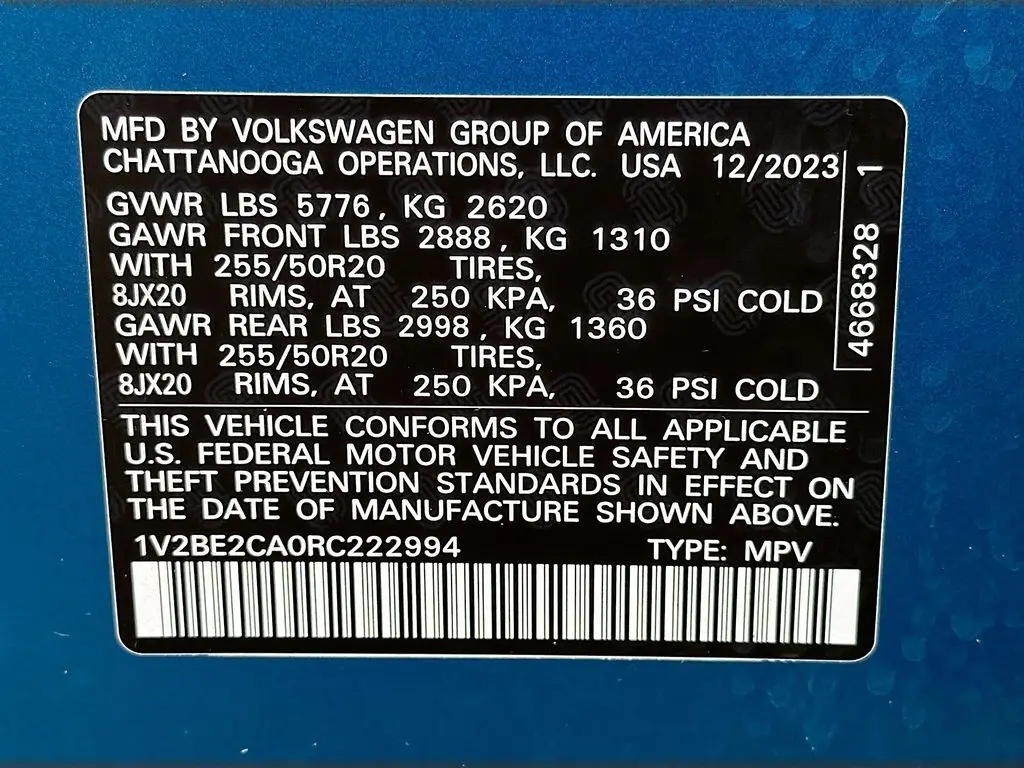 MFD BY VOLKSWAGEN GROUP OF AMERICA
CHATTANOOGA OPERATIONS, LLC. USA 12/2023
GVWR LBS 5776, KG 2620
GAWR FRONT LBS 2888, KG 1310
WITH 255/50R20 TIRES,
8JX20 RIMS, AT 250 KPA, 36 PSI COLD
GAWR REAR LBS 2998, KG 1360
WITH 255/50R20 TIRES,
8JX20 RIMS, AT 250 KPA, 36 PSI COLD
4668328 1
THIS VEHICLE CONFORMS TO ALL APPLICABLE
U.S. FEDERAL MOTOR VEHICLE SAFETY AND
THEFT PREVENTION STANDARDS IN EFFECT ON
THE DATE OF MANUFACTURE SHOWN ABOVE.
1V2BE2CA0RC222994 TYPE: MPV